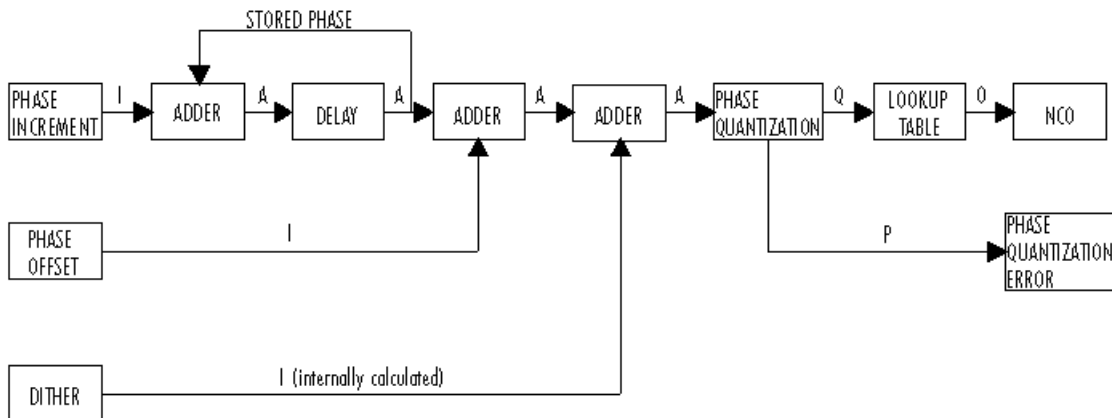 STORED PHASE
PHASE
INCREMENT
I
ADDER
A
DELAY
A
ADDER
A
ADDER
A
PHASE
QUANTIZATION
Q
LOOKUP
TABLE
O
NCO
PHASE
OFFSET
I
P
PHASE
QUANTIZATION
ERROR
DITHER
I (internally calculated)